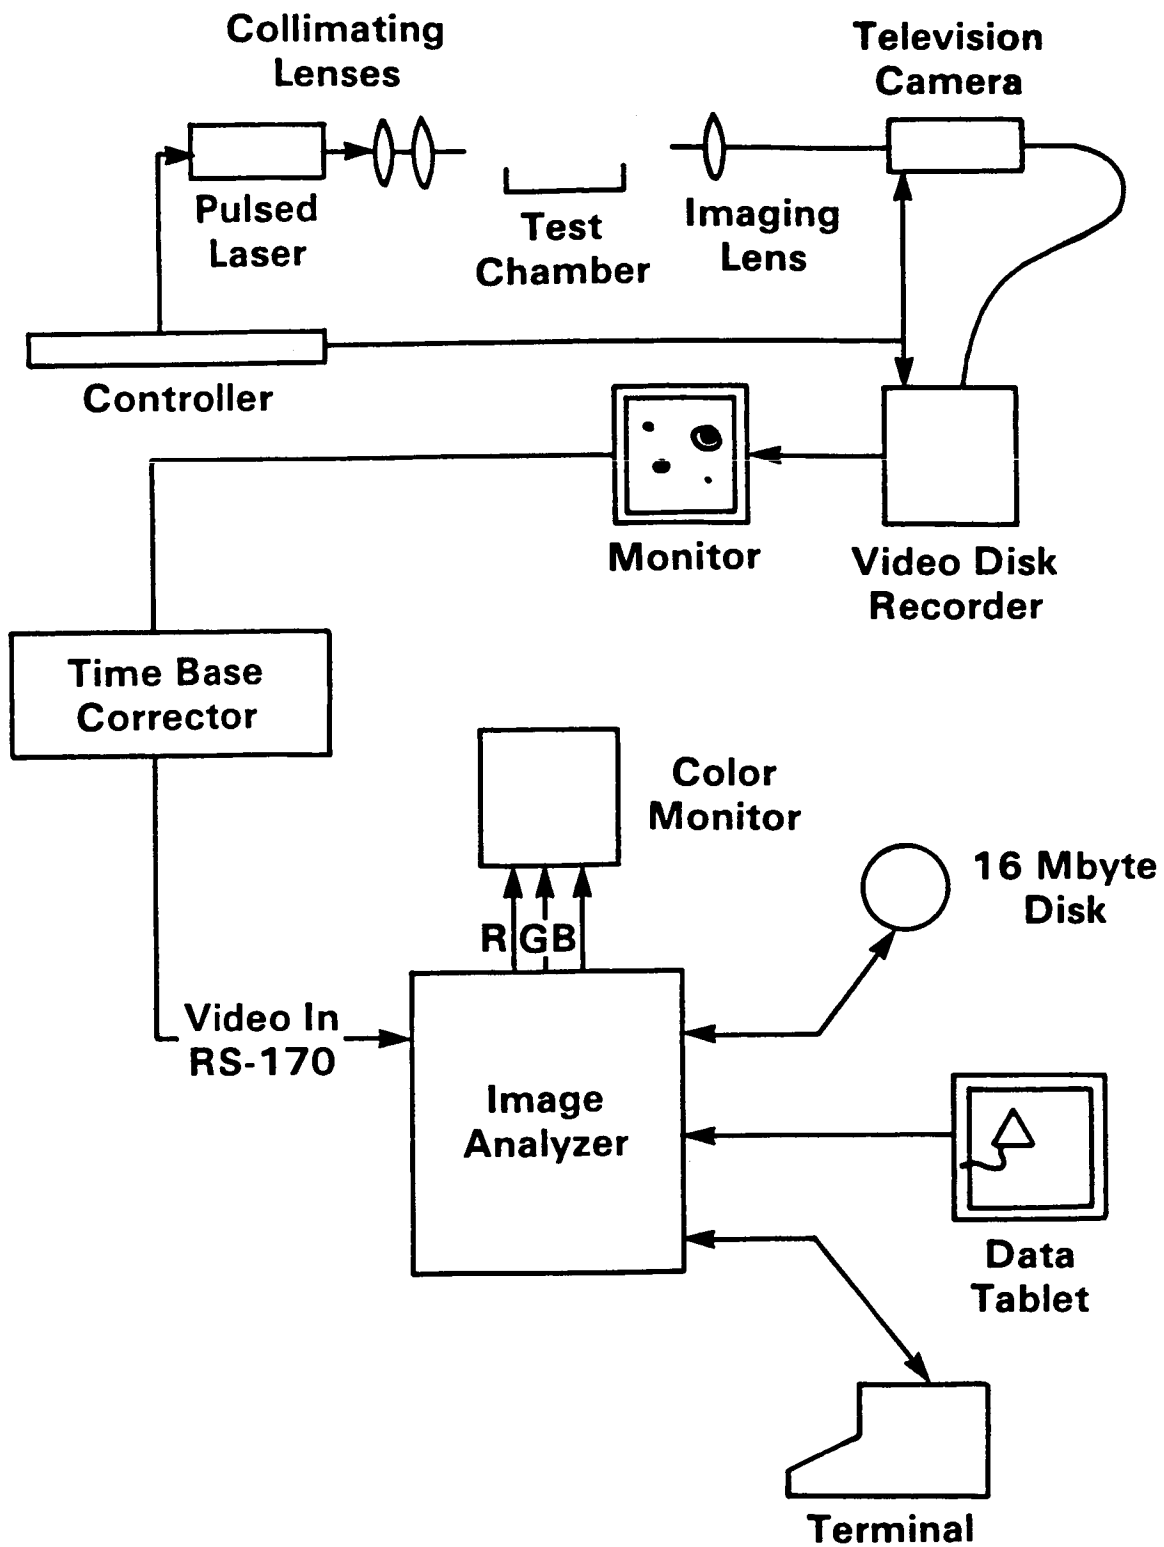 Collimating
Lenses
Television
Camera
Pulsed
Laser
Test
Chamber
Imaging
Lens
Controller
Monitor
Video Disk
Recorder
Time Base
Corrector
Color
Monitor
16 Mbyte
Disk
R G B
Video In
RS-170
Image
Analyzer
Data
Tablet
Terminal